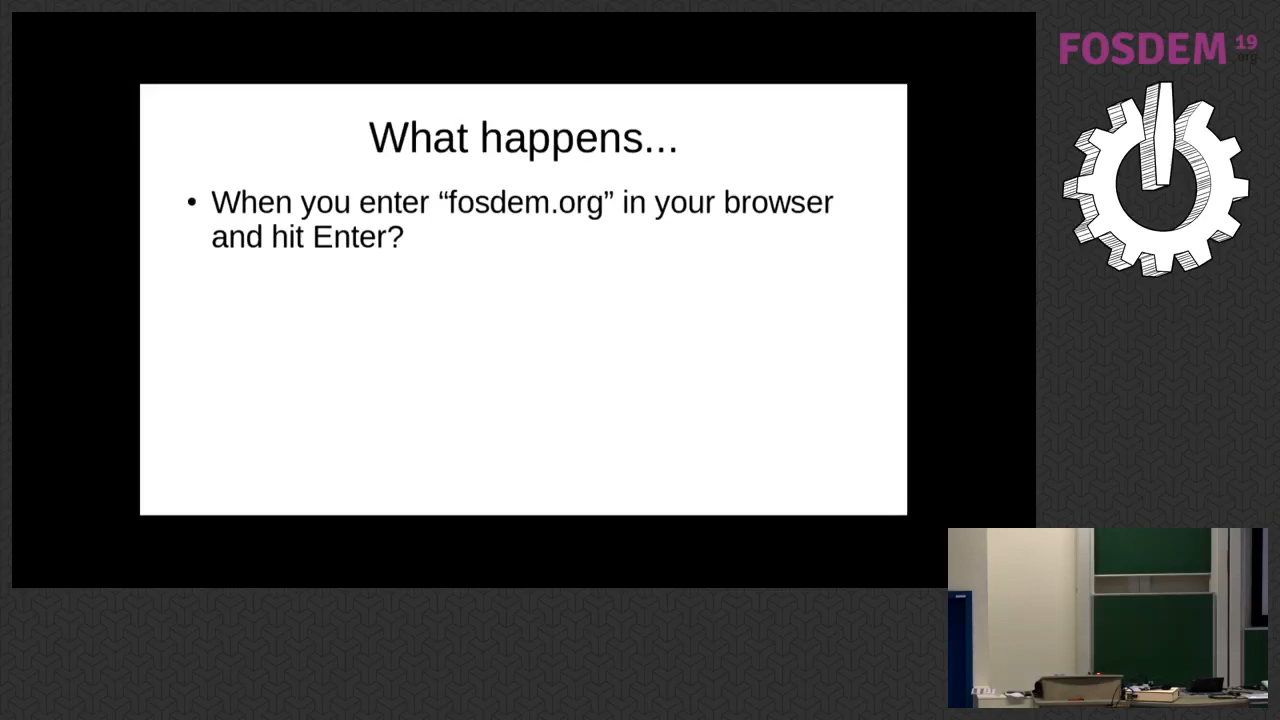 FOSDEM 19
.org
What happens...
• When you enter “fosdem.org” in your browser
and hit Enter?